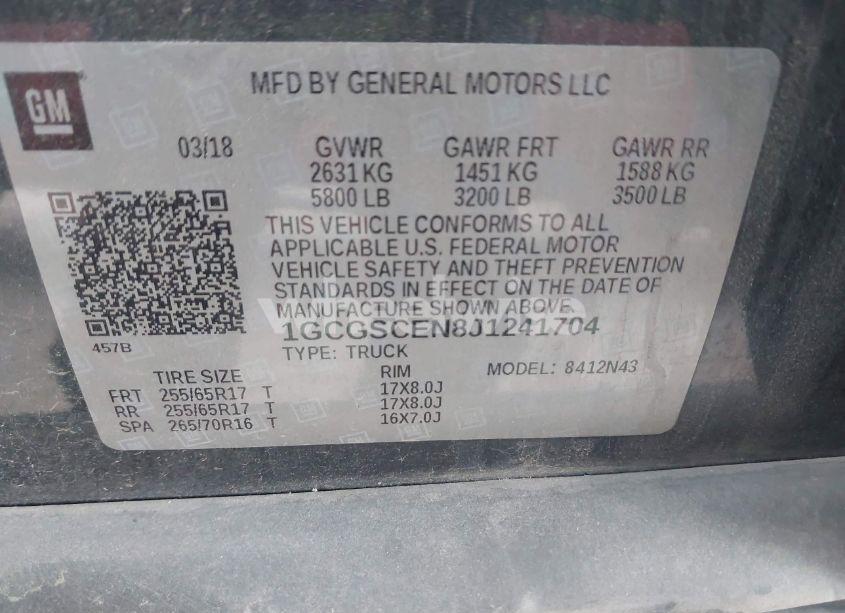 MFD BY GENERAL MOTORS LLC
GM
03/18 GVWR GAWR FRT GAWR RR
2631 KG 1451 KG 1588 KG
5800 LB 3200 LB 3500 LB
THIS VEHICLE CONFORMS TO ALL
APPLICABLE U.S. FEDERAL MOTOR
VEHICLE SAFETY AND THEFT PREVENTION
STANDARDS IN EFFECT ON THE DATE OF
MANUFACTURE SHOWN ABOVE.
1GCGSCEN8J1241704
457B
TYPE: TRUCK
MODEL: 8412N43
TIRE SIZE RIM
FRT 255/65R17 T 17X8.0J
RR 255/65R17 T 17X8.0J
SPA 265/70R16 T 16X7.0J